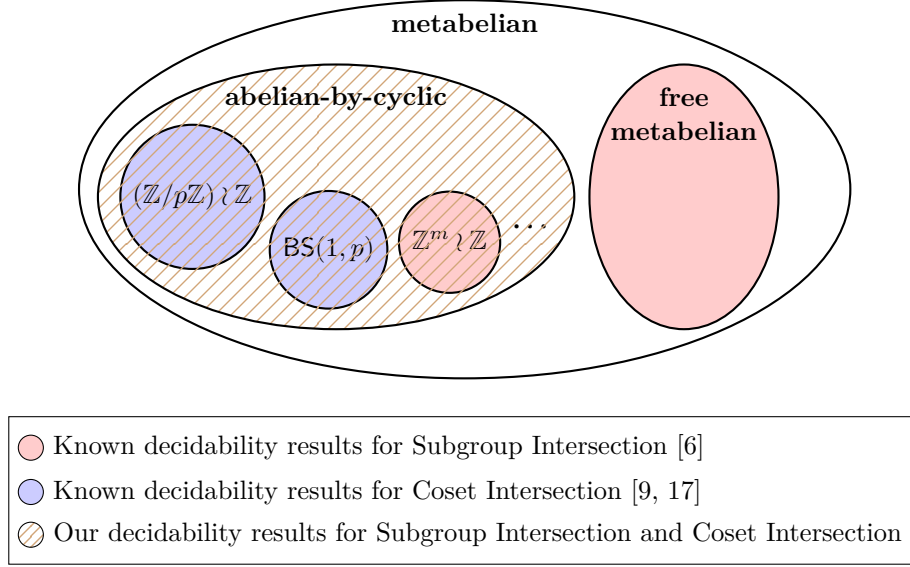 metabelian
abelian-by-cyclic
free
metabelian
(ℤ/pℤ) ≀ ℤ
BS(1, p)
ℤᵐ ≀ ℤ
···
Known decidability results for Subgroup Intersection [6]
Known decidability results for Coset Intersection [9, 17]
Our decidability results for Subgroup Intersection and Coset Intersection